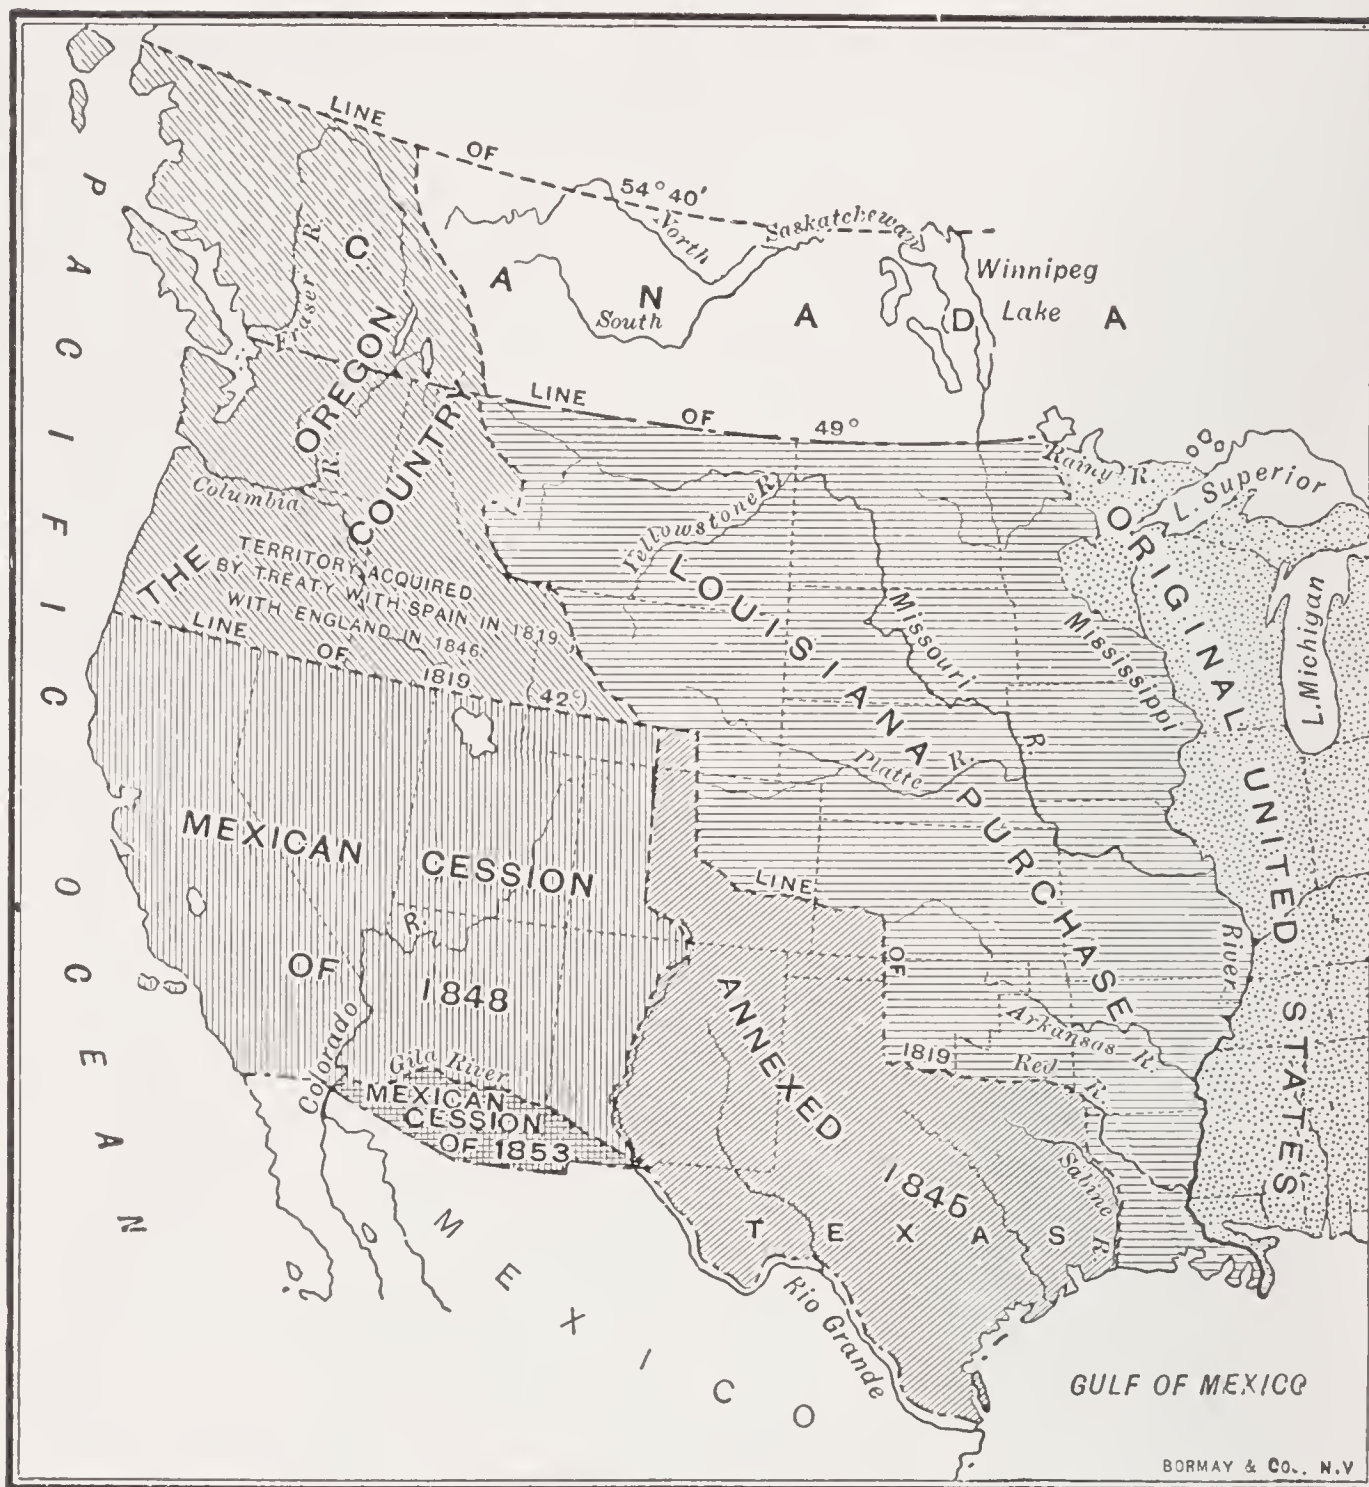 LINE OF 54° 40'
North Saskatchewan
South
Winnipeg
Lake
CANADA
PACIFIC OCEAN
Fraser R.
THE OREGON COUNTRY
Columbia R.
TERRITORY ACQUIRED
BY TREATY WITH SPAIN IN 1819
WITH ENGLAND IN 1846
LINE OF 1819 (42°)
LINE OF 49°
Rainy R.
L. Superior
L. Michigan
ORIGINAL UNITED STATES
Yellowstone R.
LOUISIANA PURCHASE
Missouri R.
Mississippi River
Platte R.
MEXICAN CESSION
OF 1848
Colorado R.
Gila River
MEXICAN
CESSION
OF 1853
LINE OF 1819
Arkansas R.
Red R.
ANNEXED 1845
TEXAS
Sabine R.
Rio Grande
MEXICO
GULF OF MEXICO
BORMAY & CO., N.Y